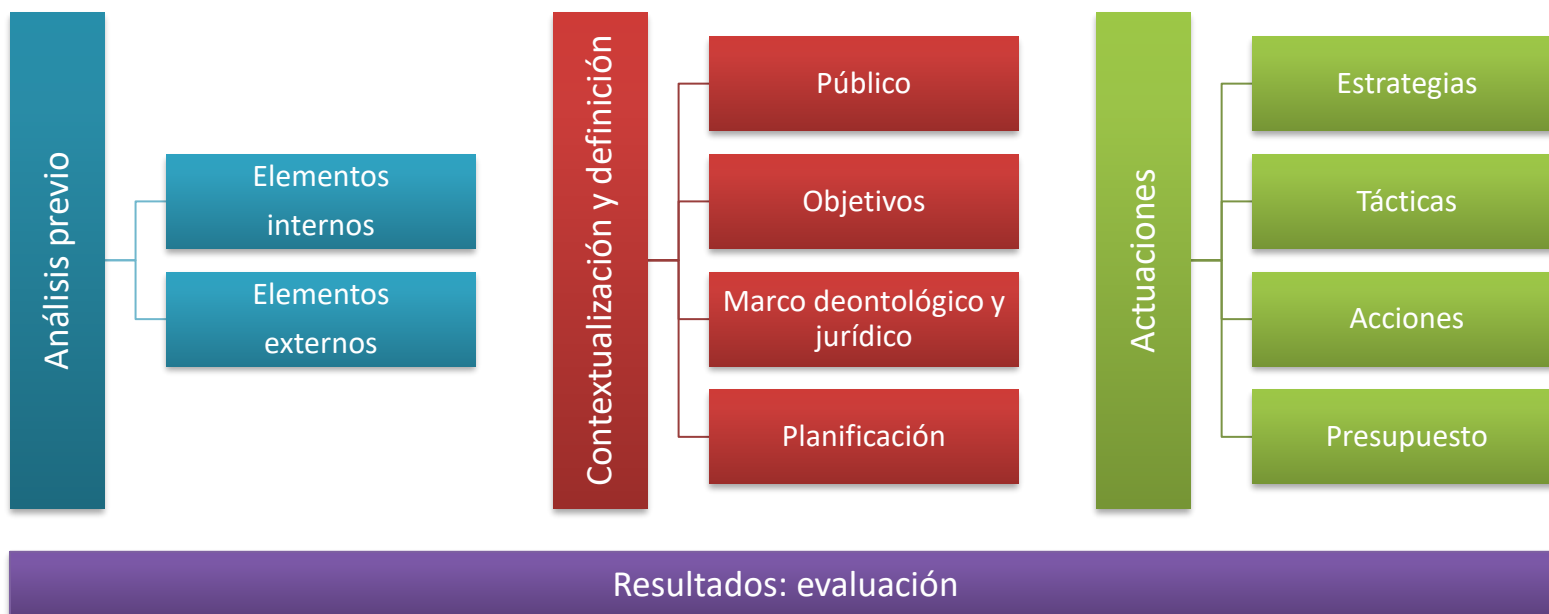 Análisis previo
Elementos
internos
Elementos
externos
Contextualización y definición
Público
Objetivos
Marco deontológico y
jurídico
Planificación
Actuaciones
Estrategias
Tácticas
Acciones
Presupuesto
Resultados: evaluación